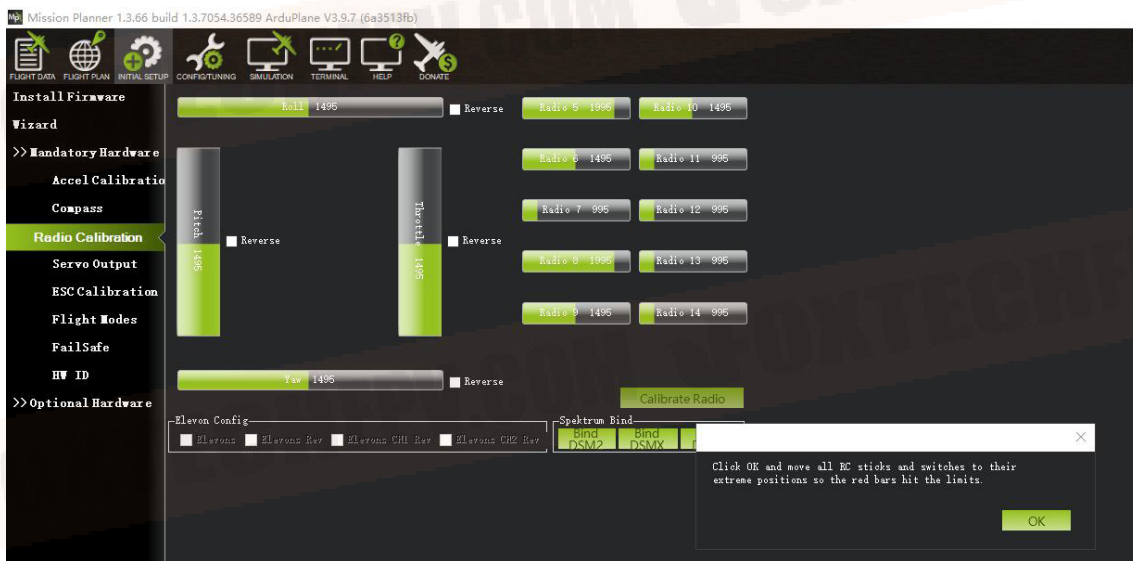 Mission Planner 1.3.66 build 1.3.7054.36589 ArduPlane V3.9.7 (6a3513fb)
FLIGHT DATA FLIGHT PLAN INITIAL SETUP CONFIG/TUNING SIMULATION TERMINAL HELP DONATE
Install Firmware
Wizard
>> Mandatory Hardware
Accel Calibratio
Compass
Radio Calibration
Servo Output
ESC Calibration
Flight Modes
FailSafe
HW ID
>> Optional Hardware
Roll 1495
Reverse
Pitch 1495
Reverse
Throttle 1495
Reverse
Yaw 1495
Reverse
Radio 5 1995 Radio 10 1495
Radio 6 1495 Radio 11 995
Radio 7 995 Radio 12 995
Radio 8 1995 Radio 13 995
Radio 9 1495 Radio 14 995
Calibrate Radio
Elevon Config
Elevons Elevons Rev Elevons CH1 Rev Elevons CH2 Rev
Spektrum Bind
Bind DSM2
Bind DSMX
Click OK and move all RC sticks and switches to their
extreme positions so the red bars hit the limits.
OK